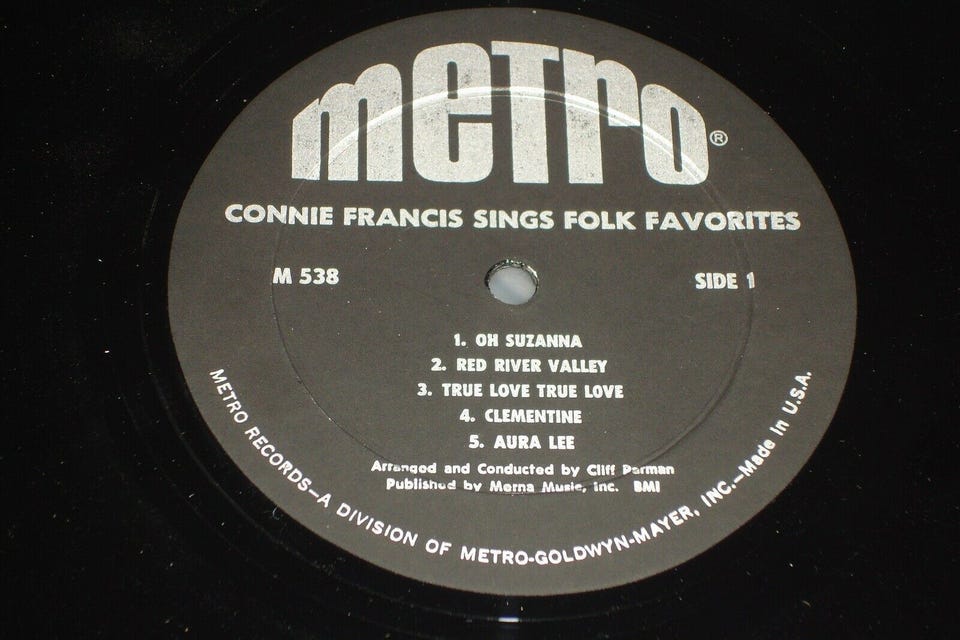 metro®
CONNIE FRANCIS SINGS FOLK FAVORITES
M 538
SIDE 1
1. OH SUZANNA
2. RED RIVER VALLEY
3. TRUE LOVE TRUE LOVE
4. CLEMENTINE
5. AURA LEE
Arranged and Conducted by Cliff Parman
Published by Merna Music, Inc. BMI
METRO RECORDS—A DIVISION OF METRO-GOLDWYN-MAYER, INC.—Made in U.S.A.